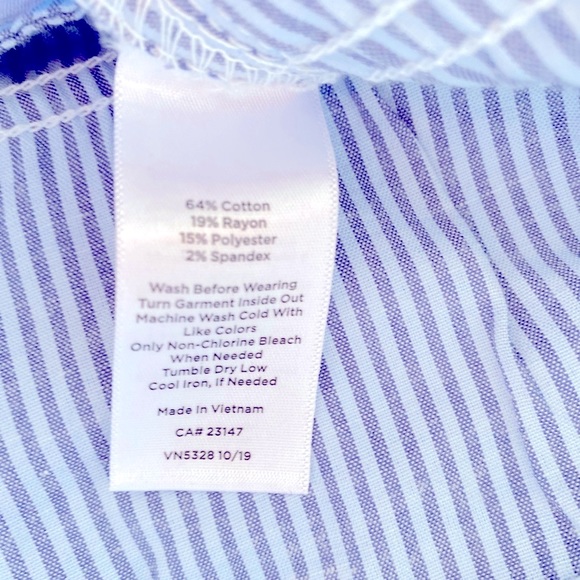 64% Cotton
19% Rayon
15% Polyester
2% Spandex
Wash Before Wearing
Turn Garment Inside Out
Machine Wash Cold With
Like Colors
Only Non-Chlorine Bleach
When Needed
Tumble Dry Low
Cool Iron, If Needed
Made In Vietnam
CA# 23147
VN5328 10/19